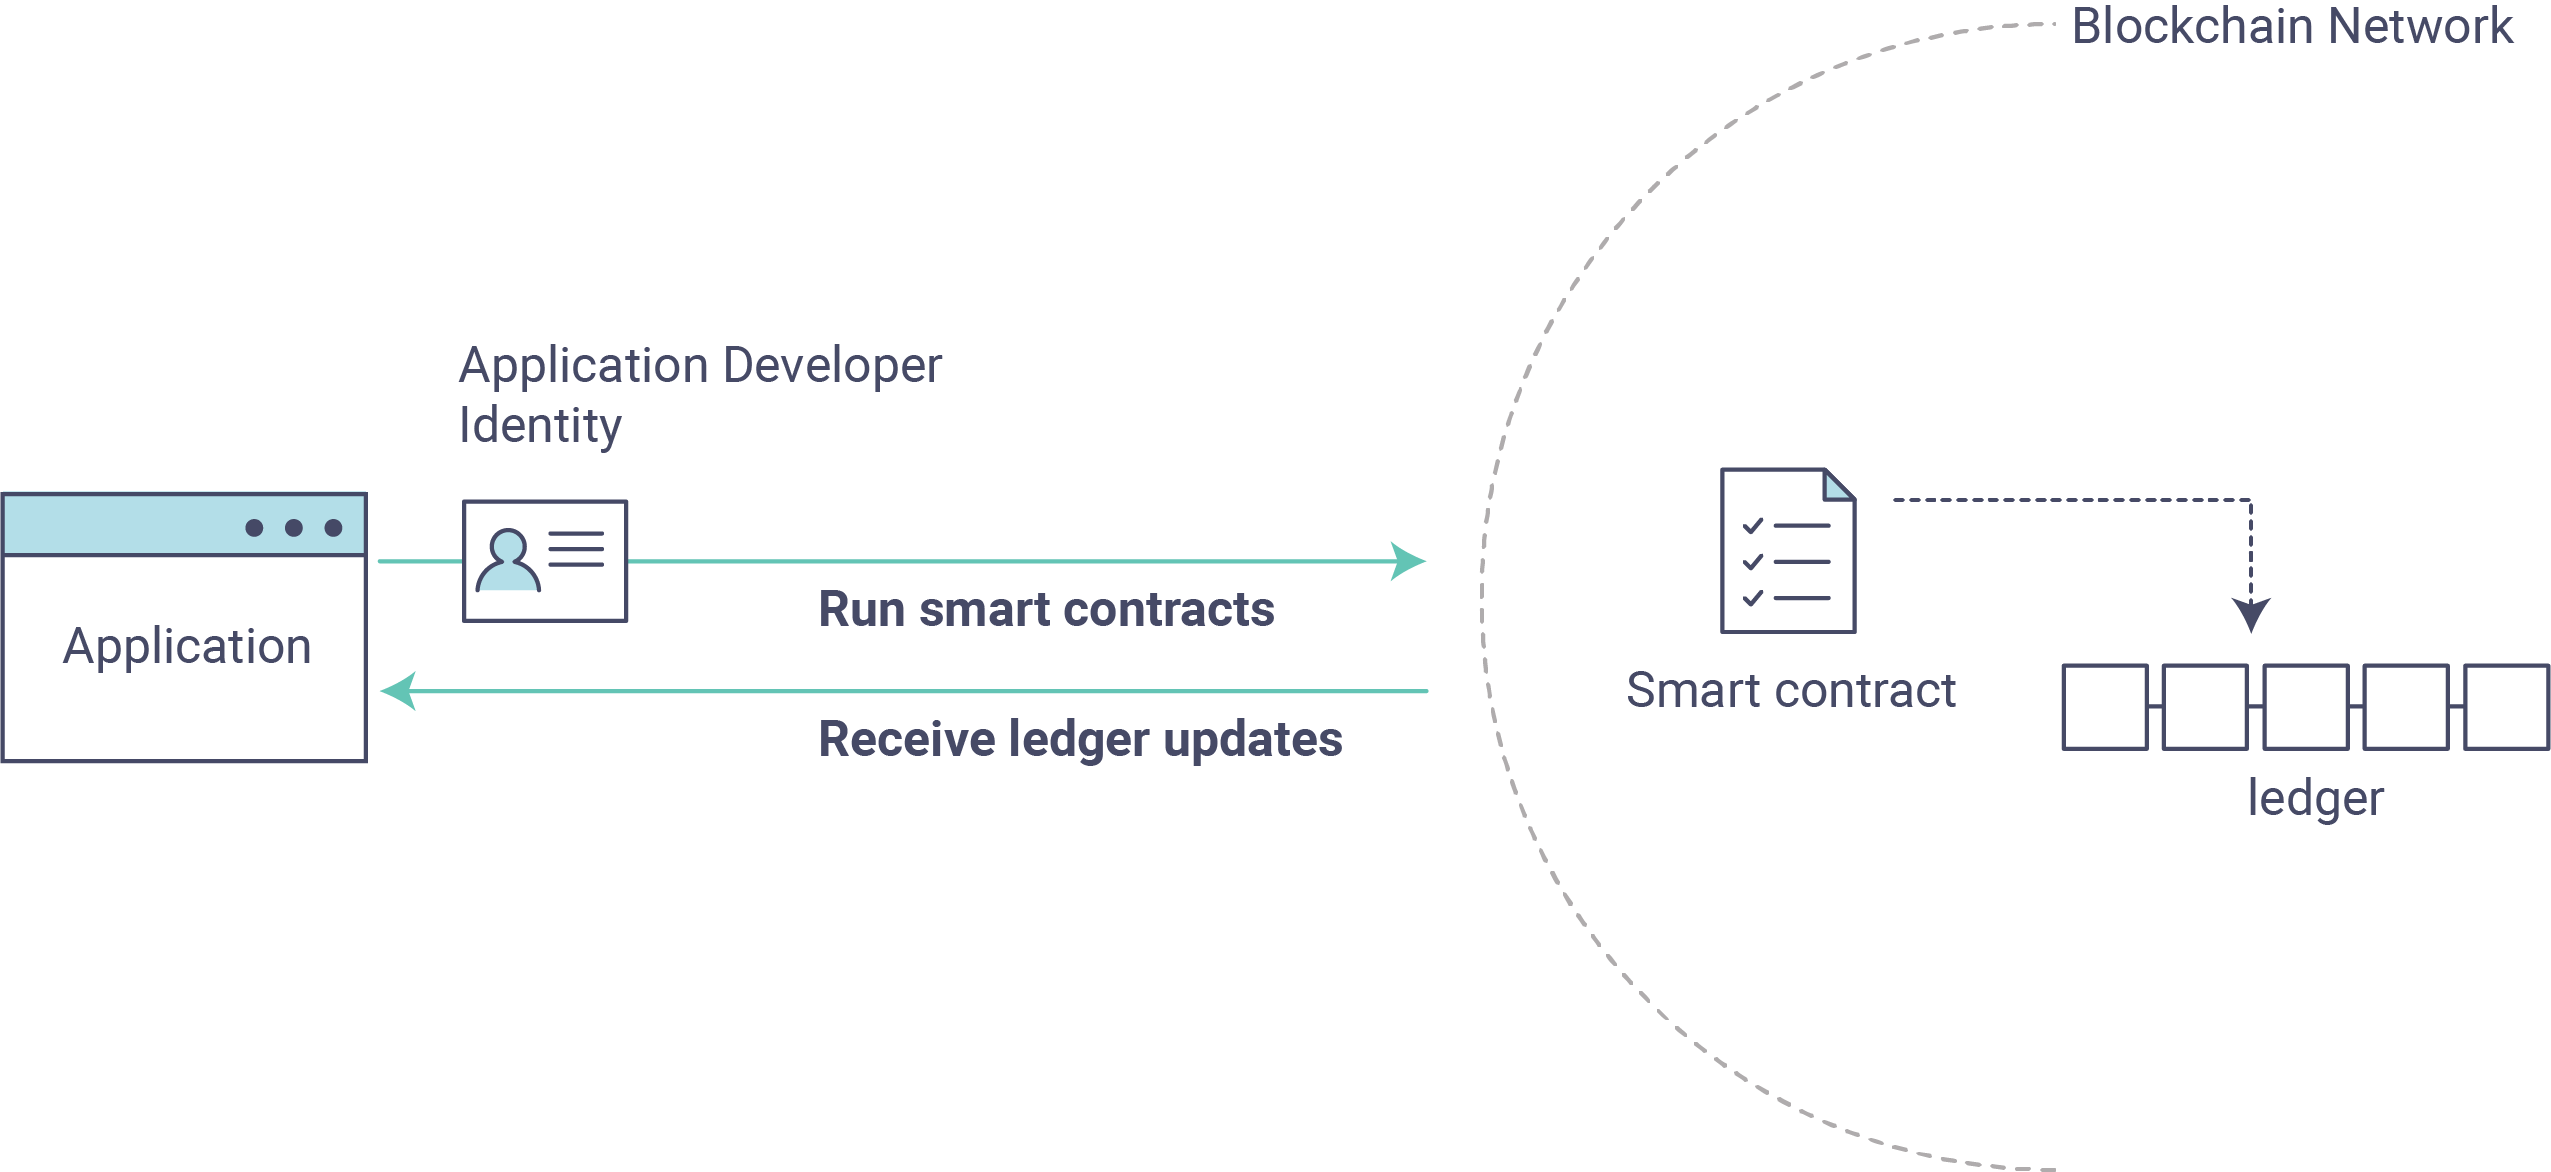 Blockchain Network
Application Developer
Identity
Application
Run smart contracts
Receive ledger updates
Smart contract
ledger